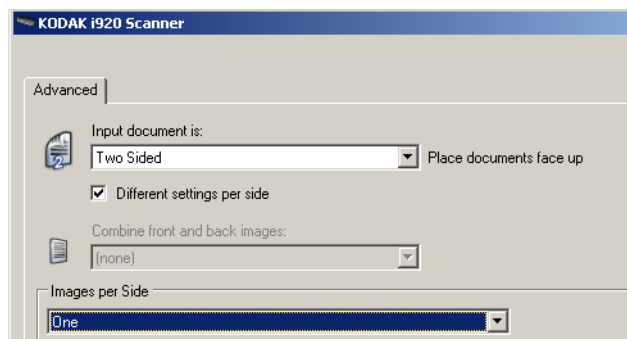 KODAK i920 Scanner
Advanced
Input document is:
Two Sided Place documents face up
Different settings per side
Combine front and back images:
(none)
Images per Side
One